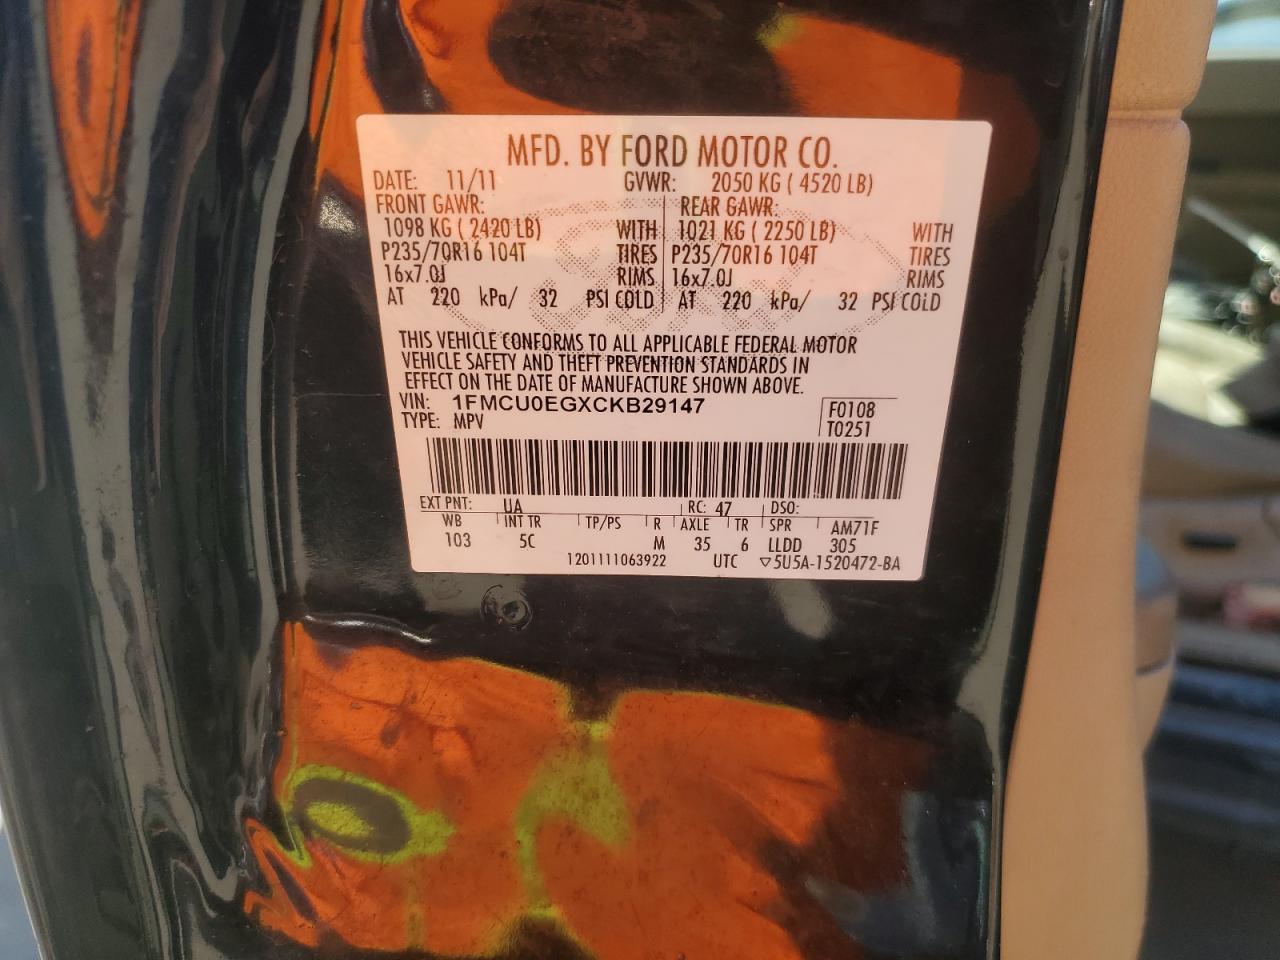 MFD. BY FORD MOTOR CO.
DATE: 11/11 GVWR: 2050 KG ( 4520 LB)
FRONT GAWR: REAR GAWR:
1098 KG ( 2420 LB) WITH 1021 KG ( 2250 LB) WITH
P235/70R16 104T TIRES P235/70R16 104T TIRES
16x7.0J RIMS 16x7.0J RIMS
AT 220 kPa/ 32 PSI COLD AT 220 kPa/ 32 PSI COLD
THIS VEHICLE CONFORMS TO ALL APPLICABLE FEDERAL MOTOR
VEHICLE SAFETY AND THEFT PREVENTION STANDARDS IN
EFFECT ON THE DATE OF MANUFACTURE SHOWN ABOVE.
VIN: 1FMCU0EGXCKB29147 F0108
TYPE: MPV T0251
EXT PNT: UA RC: 47 DSO:
WB INT TR TP/PS R AXLE TR SPR AM71F
103 5C M 35 6 LLDD 305
1201111063922 UTC ▽5U5A-1520472-BA